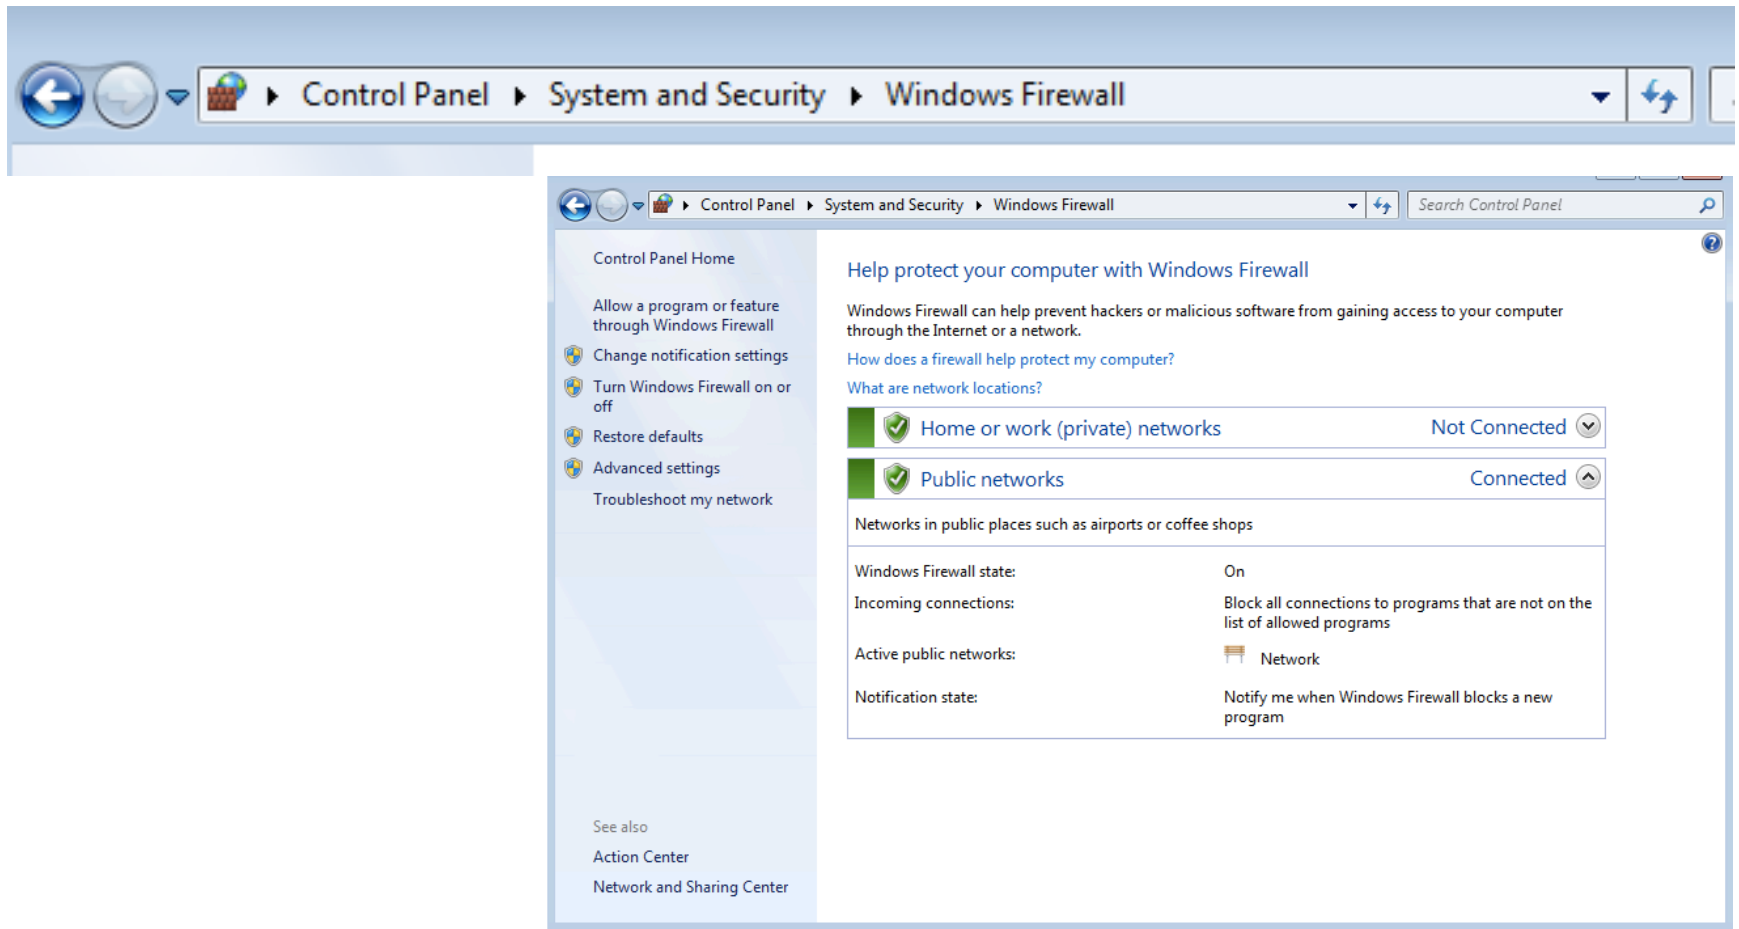 Control Panel System and Security Windows Firewall
Control Panel System and Security Windows Firewall
Search Control Panel
Control Panel Home
Allow a program or feature
through Windows Firewall
Change notification settings
Turn Windows Firewall on or
off
Restore defaults
Advanced settings
Troubleshoot my network
See also
Action Center
Network and Sharing Center
Help protect your computer with Windows Firewall
Windows Firewall can help prevent hackers or malicious software from gaining access to your computer
through the Internet or a network.
How does a firewall help protect my computer?
What are network locations?
Home or work (private) networks Not Connected
Public networks Connected
Networks in public places such as airports or coffee shops
Windows Firewall state: On
Incoming connections: Block all connections to programs that are not on the
list of allowed programs
Active public networks: Network
Notification state: Notify me when Windows Firewall blocks a new
program